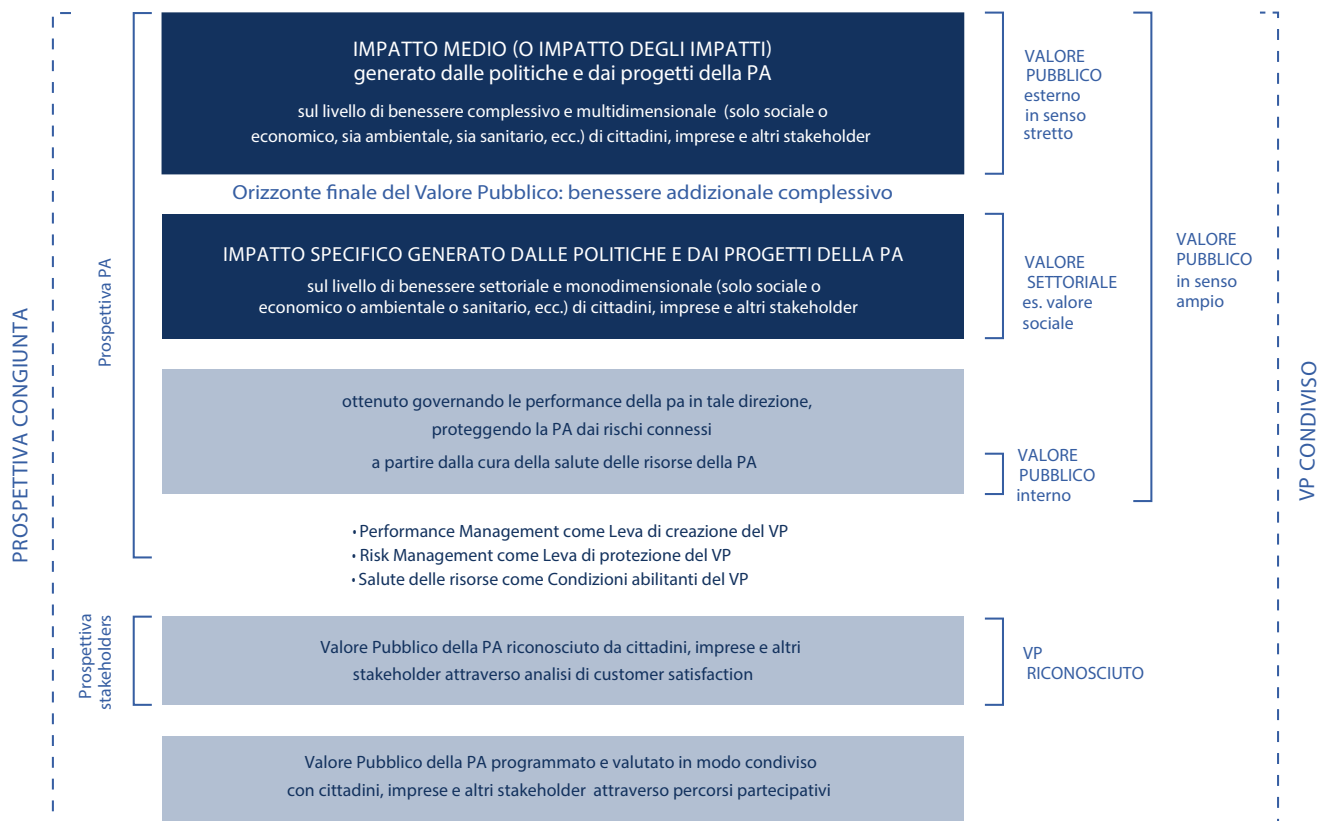 PROSPETTIVA CONGIUNTA
Prospettiva PA
IMPATTO MEDIO (O IMPATTO DEGLI IMPATTI)
generato dalle politiche e dai progetti della PA
sul livello di benessere complessivo e multidimensionale (solo sociale o
economico, sia ambientale, sia sanitario, ecc.) di cittadini, imprese e altri stakeholder
VALORE
PUBBLICO
esterno
in senso
stretto
Orizzonte finale del Valore Pubblico: benessere addizionale complessivo
IMPATTO SPECIFICO GENERATO DALLE POLITICHE E DAI PROGETTI DELLA PA
sul livello di benessere settoriale e monodimensionale (solo sociale o
economico o ambientale o sanitario, ecc.) di cittadini, imprese e altri stakeholder
VALORE
SETTORIALE
es. valore
sociale
VALORE
PUBBLICO
in senso
ampio
ottenuto governando le performance della pa in tale direzione,
proteggendo la PA dai rischi connessi
a partire dalla cura della salute delle risorse della PA
VALORE
PUBBLICO
interno
• Performance Management come Leva di creazione del VP
• Risk Management come Leva di protezione del VP
• Salute delle risorse come Condizioni abilitanti del VP
Prospettiva
stakeholders
Valore Pubblico della PA riconosciuto da cittadini, imprese e altri
stakeholder attraverso analisi di customer satisfaction
VP
RICONOSCIUTO
Valore Pubblico della PA programmato e valutato in modo condiviso
con cittadini, imprese e altri stakeholder attraverso percorsi partecipativi
VP CONDIVISO